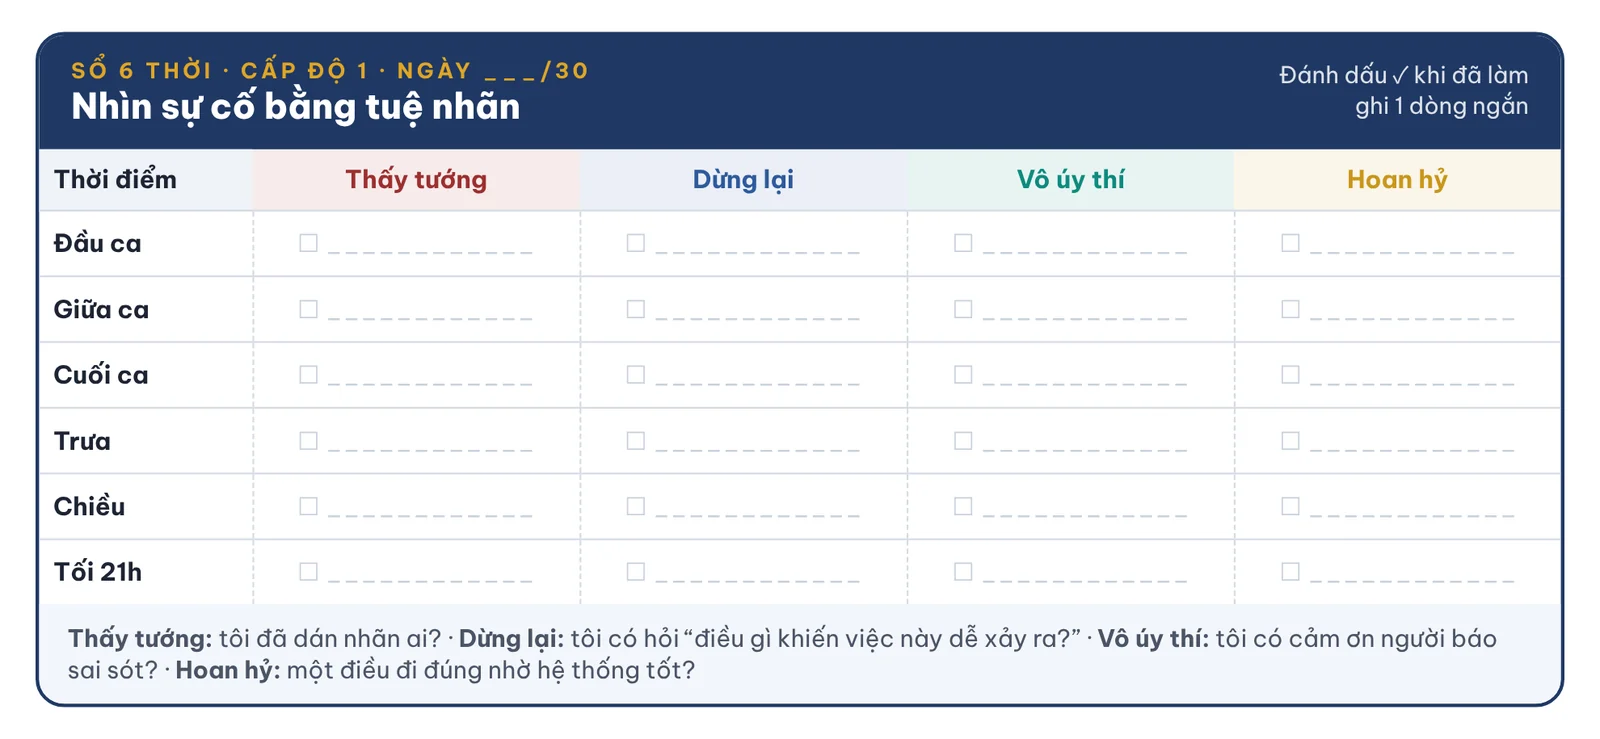 SỔ 6 THỜI · CẤP ĐỘ 1 · NGÀY _ _ _/30
Nhìn sự cố bằng tuệ nhãn
Đánh dấu ✓ khi đã làm
ghi 1 dòng ngắn
Thời điểm Thấy tướng Dừng lại Vô úy thí Hoan hỷ
Đầu ca ☐ _ _ _ _ _ _ _ _ _ _ _ _ ☐ _ _ _ _ _ _ _ _ _ _ _ _ ☐ _ _ _ _ _ _ _ _ _ _ _ _ ☐ _ _ _ _ _ _ _ _ _ _ _ _
Giữa ca ☐ _ _ _ _ _ _ _ _ _ _ _ _ ☐ _ _ _ _ _ _ _ _ _ _ _ _ ☐ _ _ _ _ _ _ _ _ _ _ _ _ ☐ _ _ _ _ _ _ _ _ _ _ _ _
Cuối ca ☐ _ _ _ _ _ _ _ _ _ _ _ _ ☐ _ _ _ _ _ _ _ _ _ _ _ _ ☐ _ _ _ _ _ _ _ _ _ _ _ _ ☐ _ _ _ _ _ _ _ _ _ _ _ _
Trưa ☐ _ _ _ _ _ _ _ _ _ _ _ _ ☐ _ _ _ _ _ _ _ _ _ _ _ _ ☐ _ _ _ _ _ _ _ _ _ _ _ _ ☐ _ _ _ _ _ _ _ _ _ _ _ _
Chiều ☐ _ _ _ _ _ _ _ _ _ _ _ _ ☐ _ _ _ _ _ _ _ _ _ _ _ _ ☐ _ _ _ _ _ _ _ _ _ _ _ _ ☐ _ _ _ _ _ _ _ _ _ _ _ _
Tối 21h ☐ _ _ _ _ _ _ _ _ _ _ _ _ ☐ _ _ _ _ _ _ _ _ _ _ _ _ ☐ _ _ _ _ _ _ _ _ _ _ _ _ ☐ _ _ _ _ _ _ _ _ _ _ _ _
Thấy tướng: tôi đã dán nhãn ai? · Dừng lại: tôi có hỏi “điều gì khiến việc này dễ xảy ra?” · Vô úy thí: tôi có cảm ơn người báo
sai sót? · Hoan hỷ: một điều đi đúng nhờ hệ thống tốt?